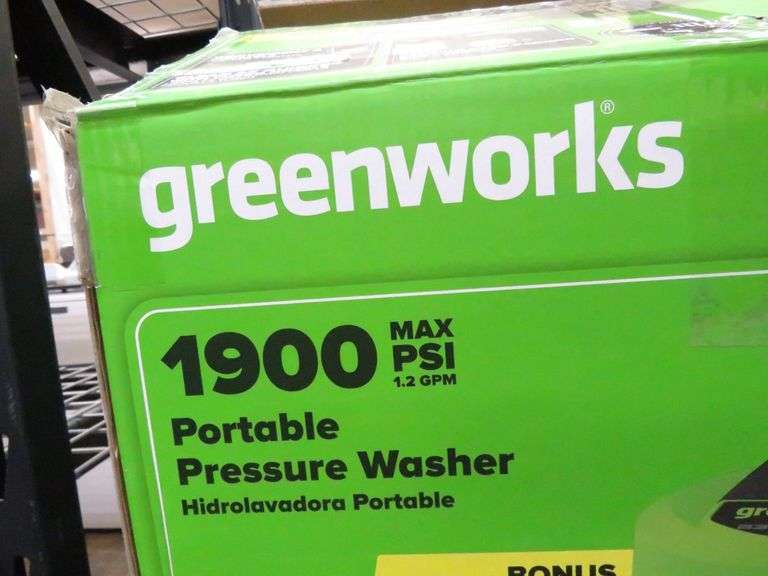 greenworks®
1900 MAX
PSI
1.2 GPM
Portable
Pressure Washer
Hidrolavadora Portable
BONUS